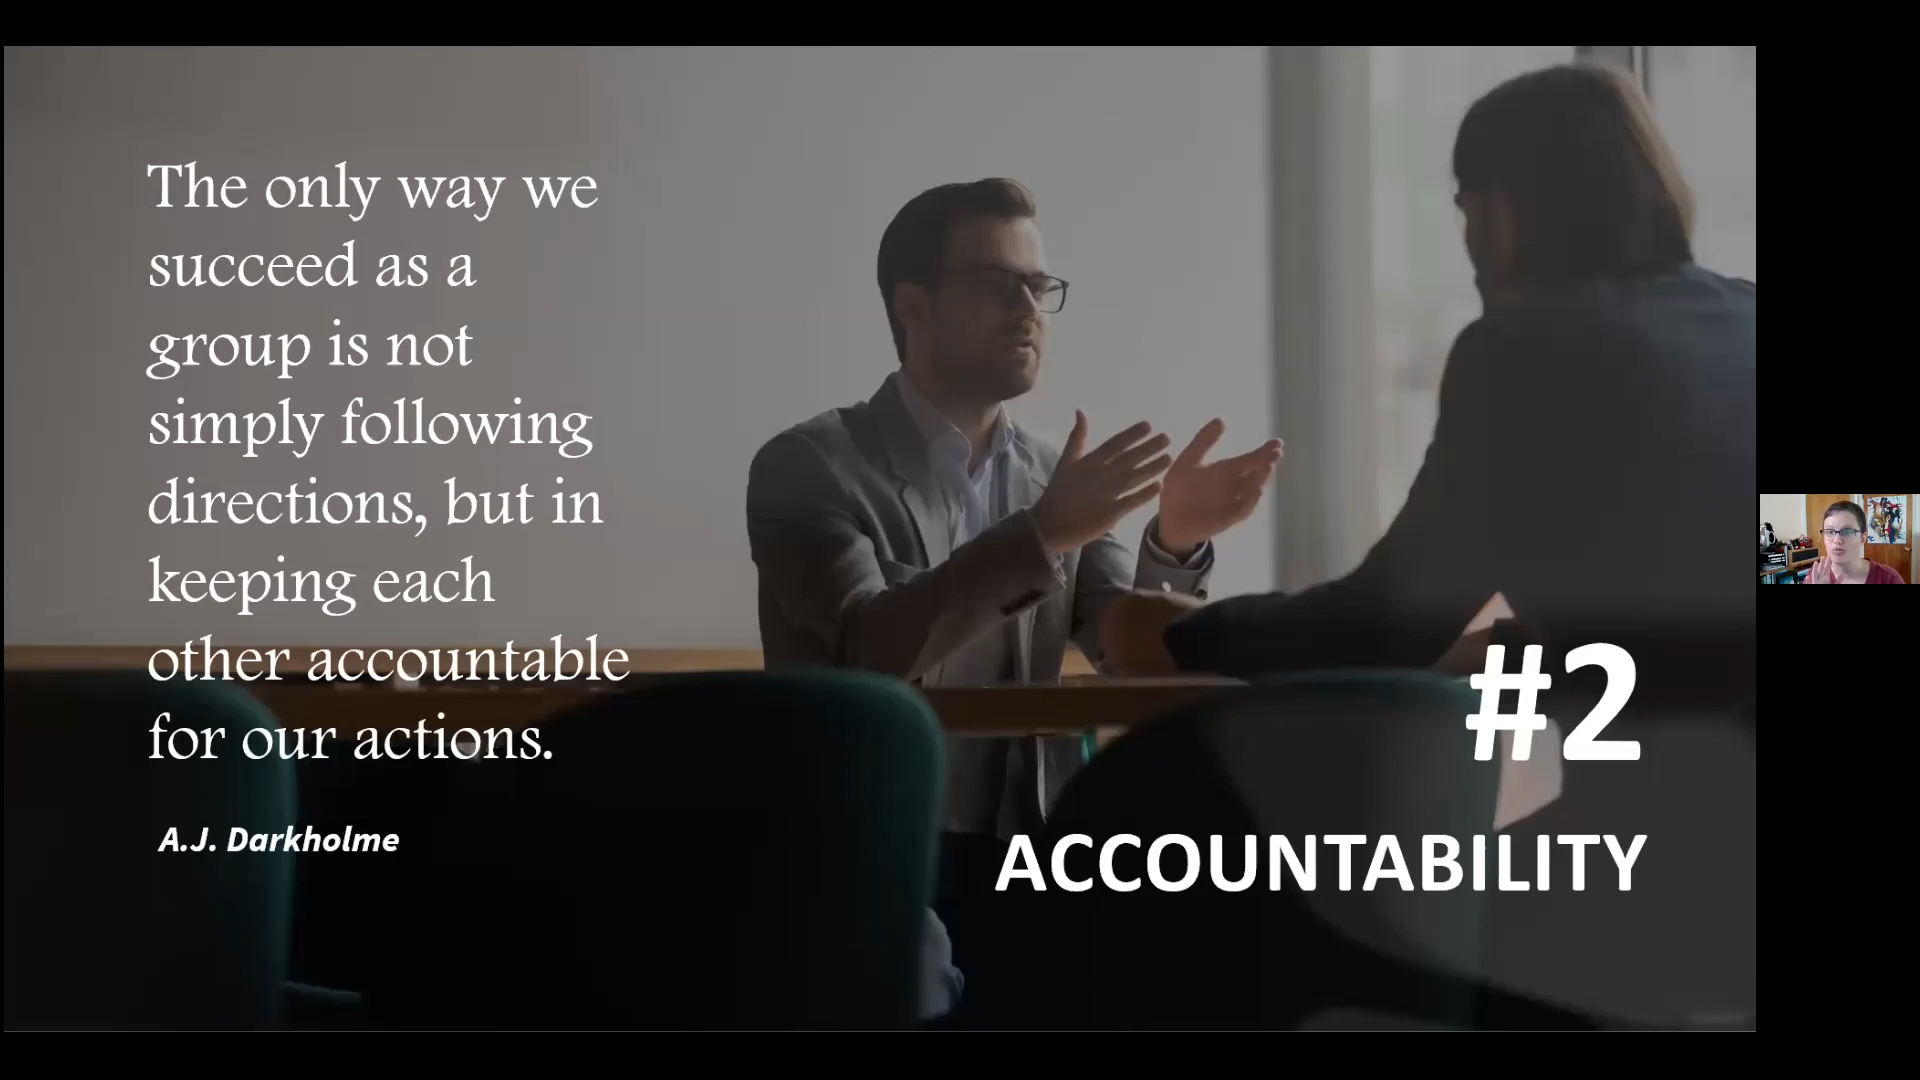 The only way we
succeed as a
group is not
simply following
directions, but in
keeping each
other accountable
for our actions.
A.J. Darkholme
#2
ACCOUNTABILITY